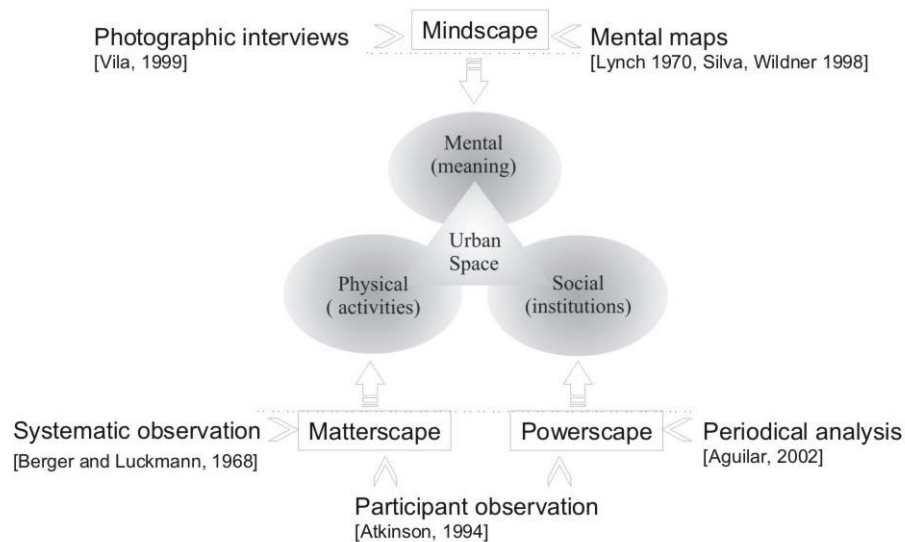 Photographic interviews
[Vila, 1999]
Mindscape
Mental maps
[Lynch 1970, Silva, Wildner 1998]
Mental
(meaning)
Urban
Space
Physical
( activities)
Social
(institutions)
Systematic observation
[Berger and Luckmann, 1968]
Matterscape
Powerscape
Periodical analysis
[Aguilar, 2002]
Participant observation
[Atkinson, 1994]